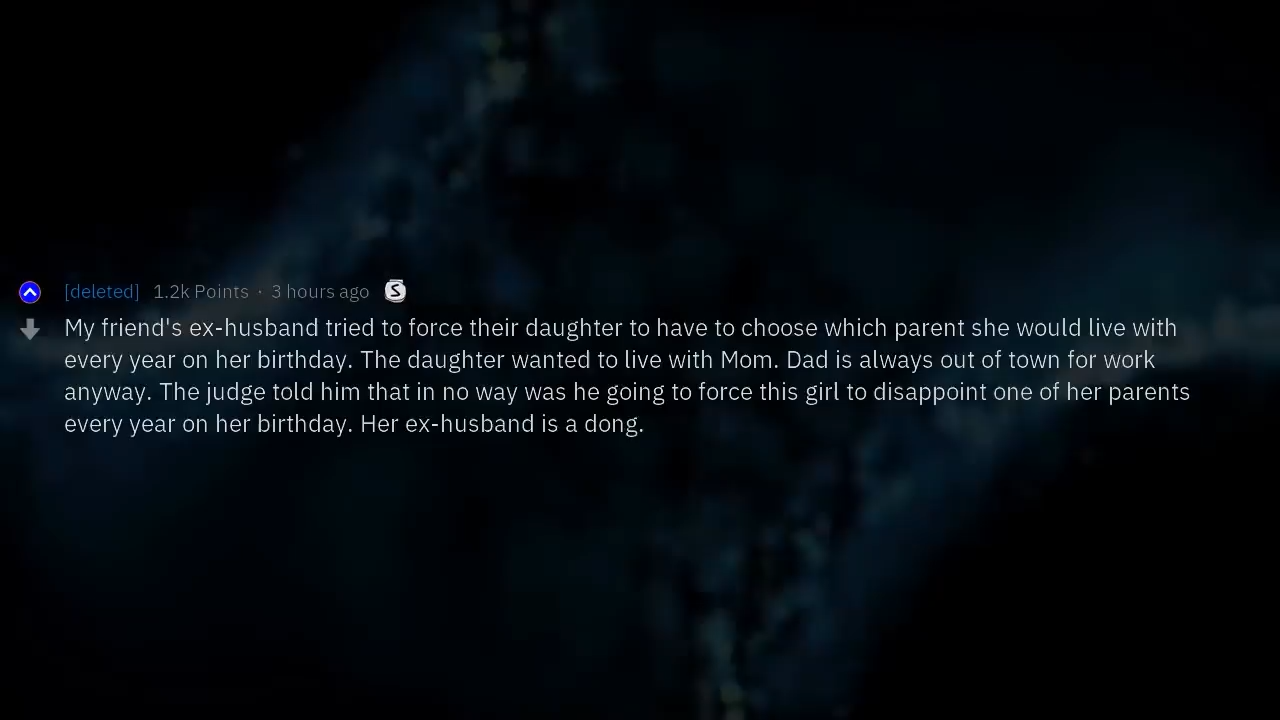 [deleted] 1.2k Points · 3 hours ago S
My friend's ex-husband tried to force their daughter to have to choose which parent she would live with
every year on her birthday. The daughter wanted to live with Mom. Dad is always out of town for work
anyway. The judge told him that in no way was he going to force this girl to disappoint one of her parents
every year on her birthday. Her ex-husband is a dong.